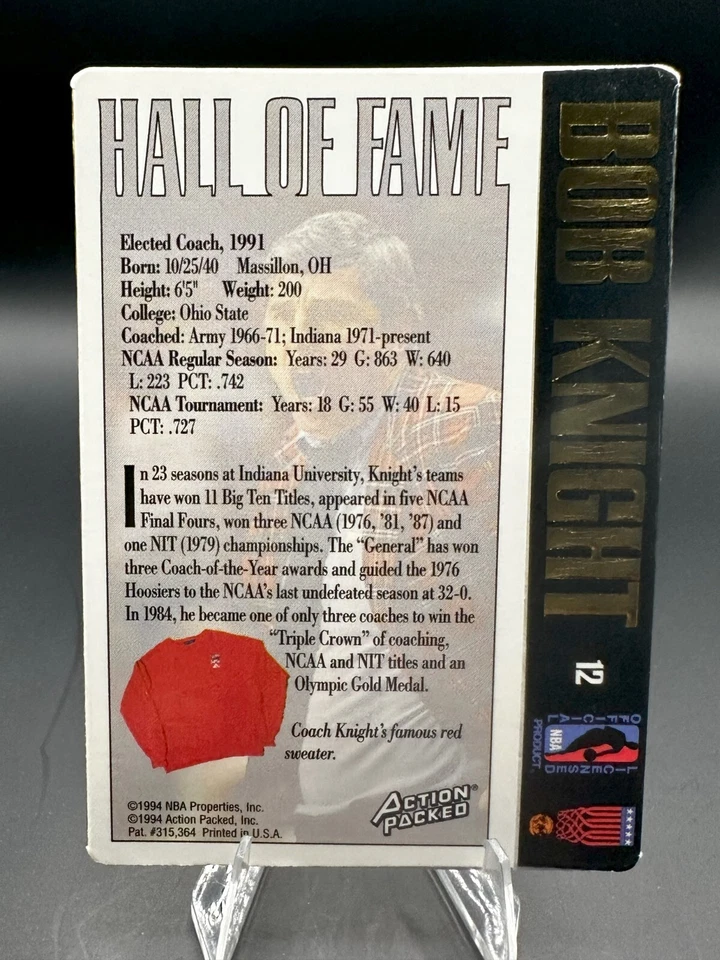 HALL OF FAME
Elected Coach, 1991
Born: 10/25/40 Massillon, OH
Height: 6'5" Weight: 200
College: Ohio State
Coached: Army 1966-71; Indiana 1971-present
NCAA Regular Season: Years: 29 G: 863 W: 640
L: 223 PCT: .742
NCAA Tournament: Years: 18 G: 55 W: 40 L: 15
PCT: .727
In 23 seasons at Indiana University, Knight's teams
have won 11 Big Ten Titles, appeared in five NCAA
Final Fours, won three NCAA (1976, '81, '87) and
one NIT (1979) championships. The "General" has won
three Coach-of-the-Year awards and guided the 1976
Hoosiers to the NCAA's last undefeated season at 32-0.
In 1984, he became one of only three coaches to win the
"Triple Crown" of coaching,
NCAA and NIT titles and an
Olympic Gold Medal.
Coach Knight's famous red
sweater.
©1994 NBA Properties, Inc.
©1994 Action Packed, Inc.
Pat. #315,364 Printed in U.S.A.
ACTION
PACKED®
BOB KNIGHT
12
OFFICIAL LICENSED
NBA
PRODUCT